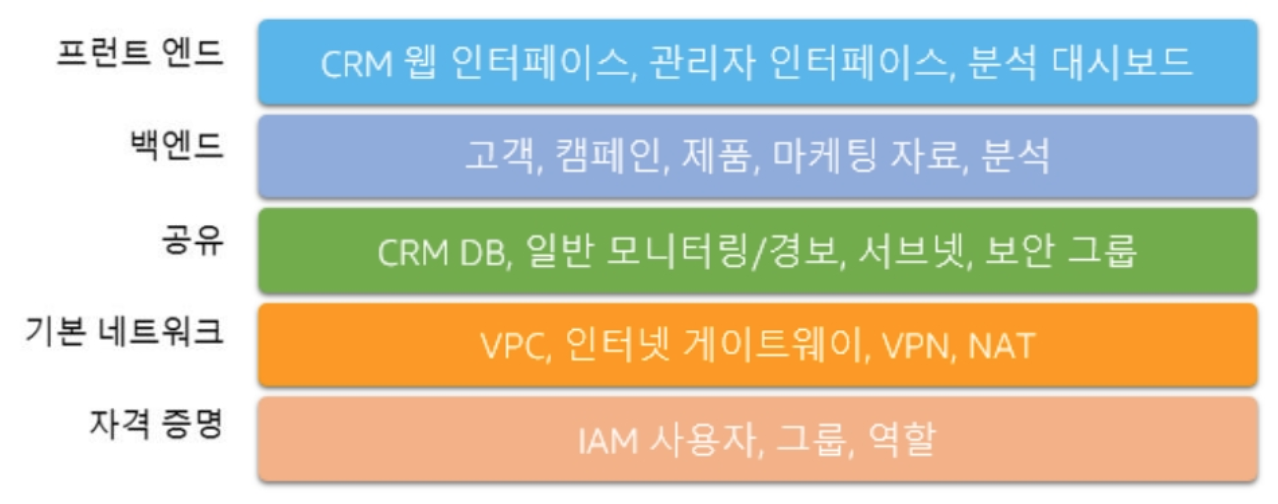 프런트 엔드
CRM 웹 인터페이스, 관리자 인터페이스, 분석 대시보드
백엔드
고객, 캠페인, 제품, 마케팅 자료, 분석
공유
CRM DB, 일반 모니터링/경보, 서브넷, 보안 그룹
기본 네트워크
VPC, 인터넷 게이트웨이, VPN, NAT
자격 증명
IAM 사용자, 그룹, 역할